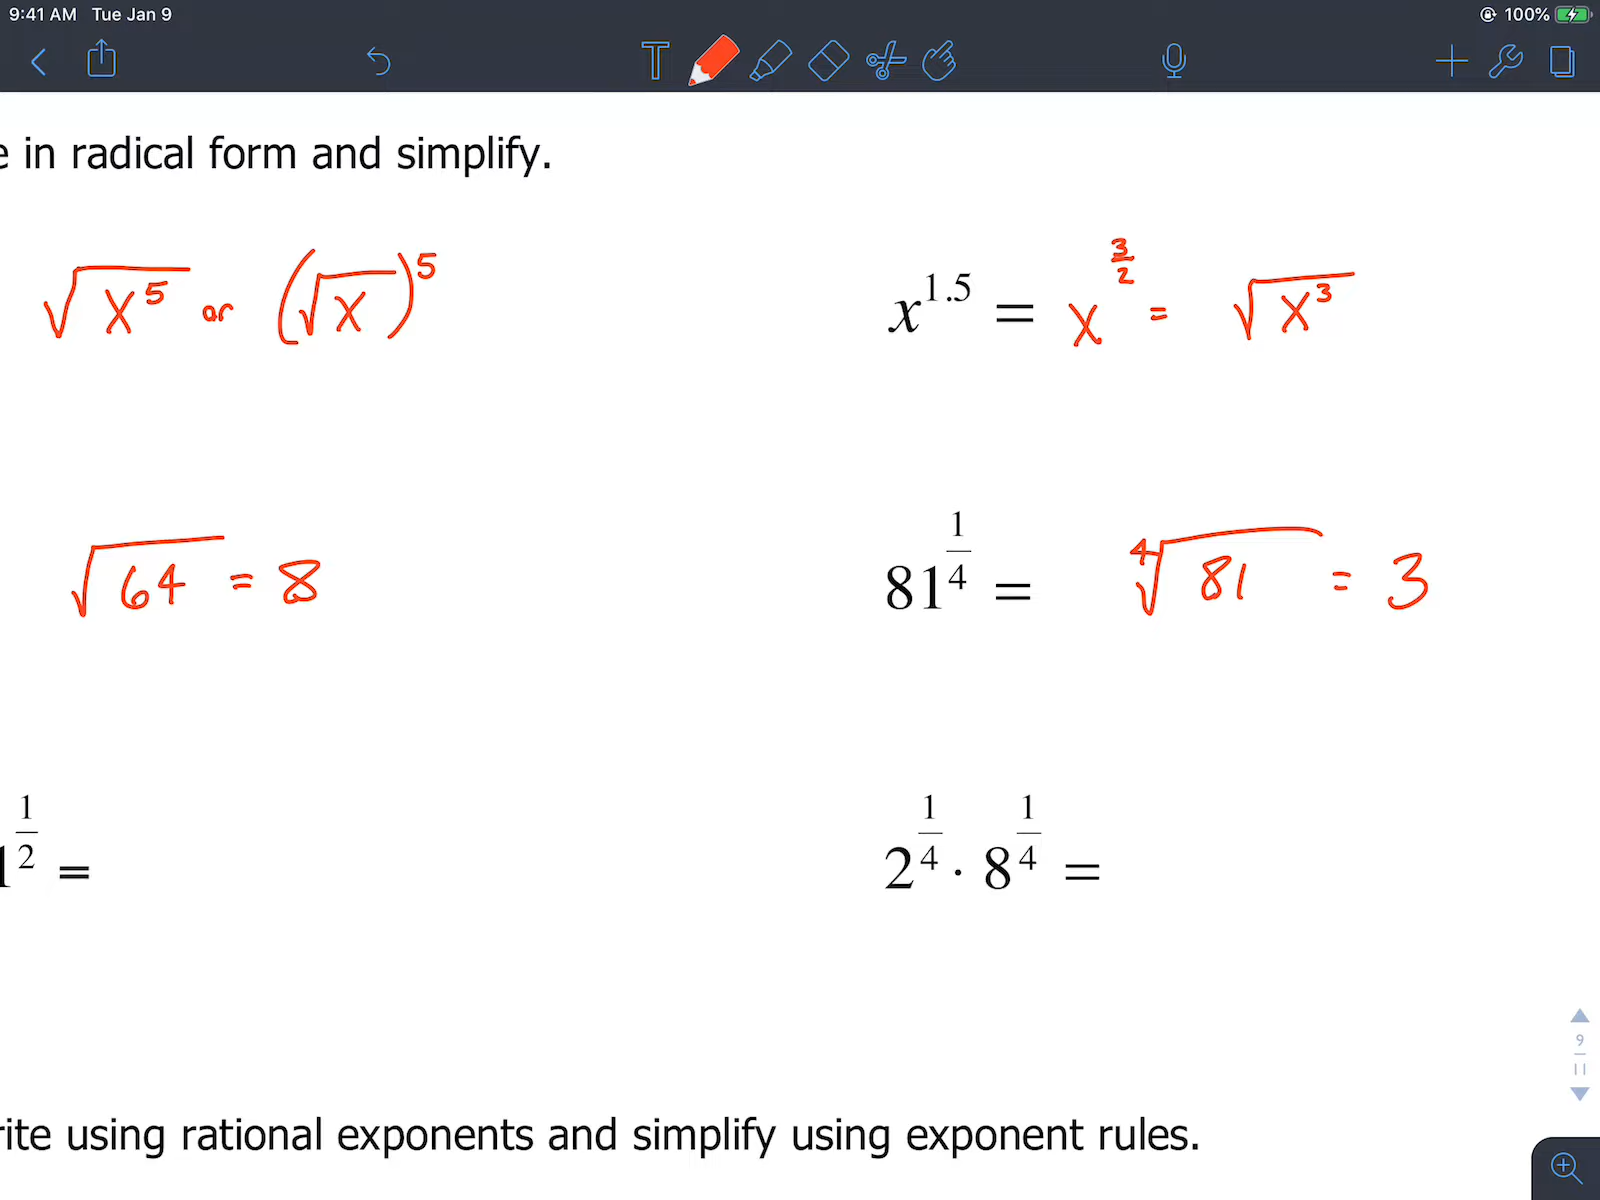 9:41 AM Tue Jan 9 100%
T
e in radical form and simplify.
√x⁵ or (√x)⁵
x^1.5 = x^(3/2) = √x³
√64 = 8
81^(1/4) = ⁴√81 = 3
1^(1/2) =
2^(1/4) · 8^(1/4) =
9
11
rite using rational exponents and simplify using exponent rules.